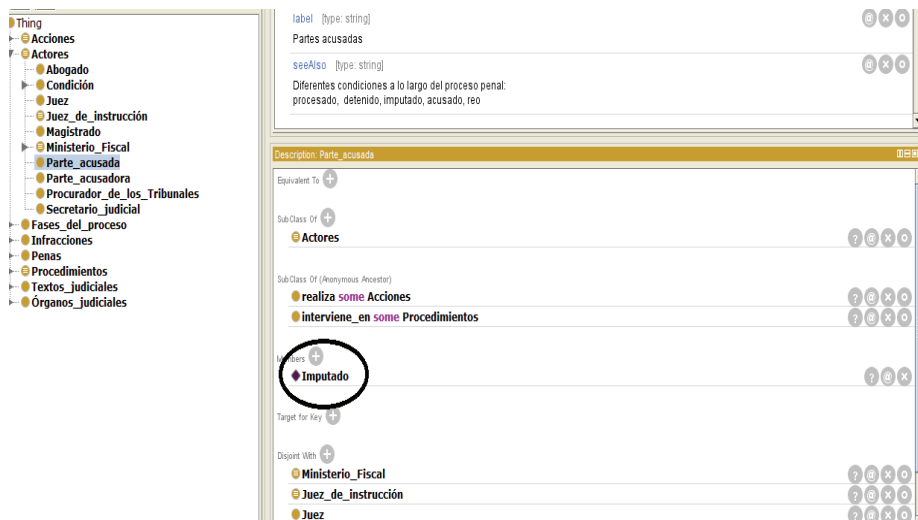 Thing
Acciones
Actores
Abogado
Condición
Juez
Juez_de_instrucción
Magistrado
Ministerio_Fiscal
Parte_acusada
Parte_acusadora
Procurador_de_los_Tribunales
Secretario_judicial
Fases_del_proceso
Infracciones
Penas
Procedimientos
Textos_judiciales
Órganos_judiciales
label [type: string]
Partes acusadas
seeAlso [type: string]
Diferentes condiciones a lo largo del proceso penal:
procesado, detenido, imputado, acusado, reo
Description: Parte_acusada
Equivalent To
SubClass Of
Actores
SubClass Of (Anonymous Ancestor)
realiza some Acciones
interviene_en some Procedimientos
Members
Imputado
Target for Key
Disjoint With
Ministerio_Fiscal
Juez_de_instrucción
Juez